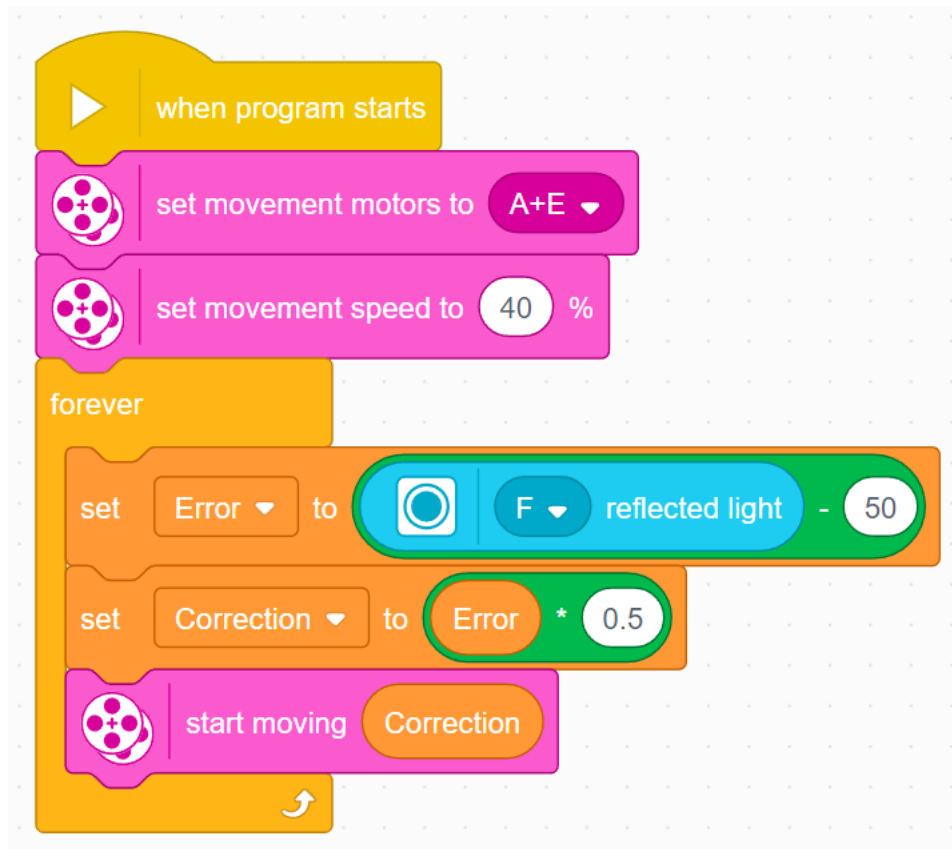 when program starts
set movement motors to A+E
set movement speed to 40 %
forever
set Error to F reflected light - 50
set Correction to Error * 0.5
start moving Correction